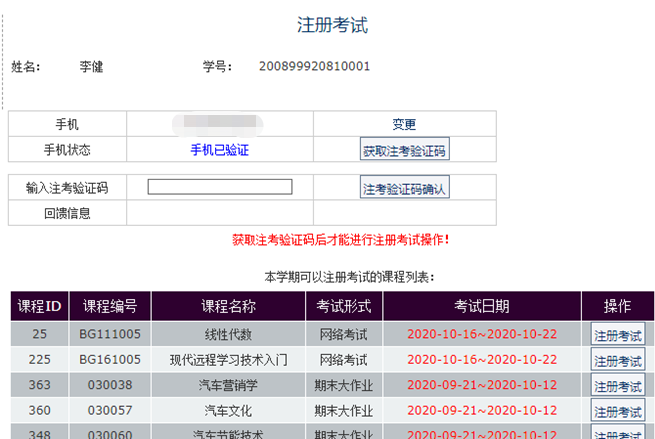 注册考试
姓名： 李健 学号： 200899920810001
手机 变更
手机状态 手机已验证 获取注考验证码
输入注考验证码 注考验证码确认
回馈信息
获取注考验证码后才能进行注册考试操作！
本学期可以注册考试的课程列表：
课程ID 课程编号 课程名称 考试形式 考试日期 操作
25 BG111005 线性代数 网络考试 2020-10-16~2020-10-22 注册考试
225 BG161005 现代远程学习技术入门 网络考试 2020-10-16~2020-10-22 注册考试
363 030038 汽车营销学 期末大作业 2020-09-21~2020-10-12 注册考试
360 030057 汽车文化 期末大作业 2020-09-21~2020-10-12 注册考试
348 030060 汽车节能技术 期末大作业 2020-09-21~2020-10-12 注册考试